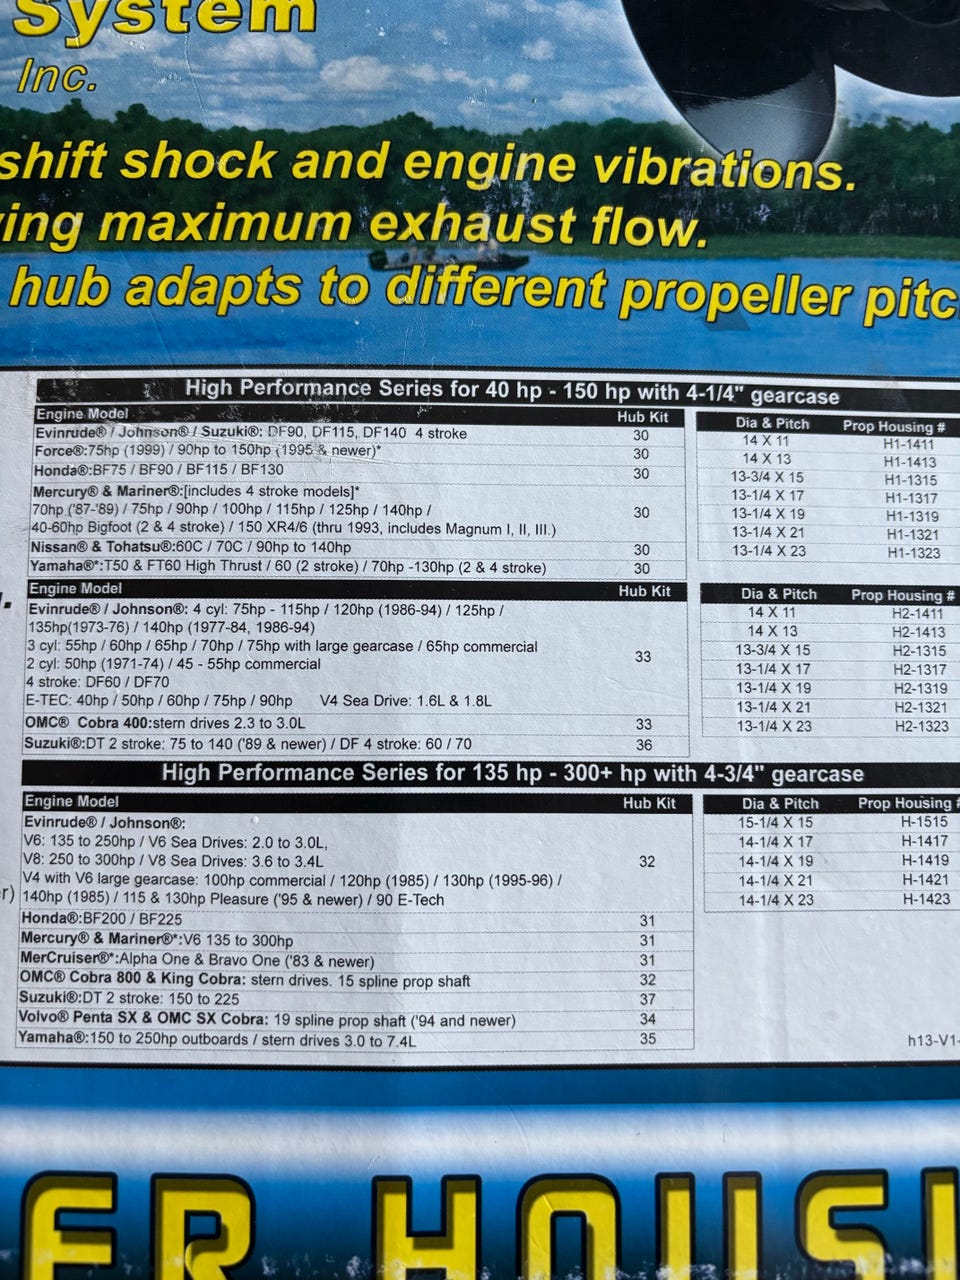 System
Inc.
shift shock and engine vibrations.
ing maximum exhaust flow.
hub adapts to different propeller pitc
High Performance Series for 40 hp - 150 hp with 4-1/4" gearcase
Engine Model Hub Kit
Evinrude® / Johnson® / Suzuki®: DF90, DF115, DF140 4 stroke 30
Force®:75hp (1999) / 90hp to 150hp (1995 & newer)* 30
Honda®:BF75 / BF90 / BF115 / BF130 30
Mercury® & Mariner®:[includes 4 stroke models]*
70hp ('87-'89) / 75hp / 90hp / 100hp / 115hp / 125hp / 140hp / 30
40-60hp Bigfoot (2 & 4 stroke) / 150 XR4/6 (thru 1993, includes Magnum I, II, III.)
Nissan® & Tohatsu®:60C / 70C / 90hp to 140hp 30
Yamaha®*:T50 & FT60 High Thrust / 60 (2 stroke) / 70hp -130hp (2 & 4 stroke) 30
Dia & Pitch Prop Housing #
14 X 11 H1-1411
14 X 13 H1-1413
13-3/4 X 15 H1-1315
13-1/4 X 17 H1-1317
13-1/4 X 19 H1-1319
13-1/4 X 21 H1-1321
13-1/4 X 23 H1-1323
Engine Model Hub Kit
Evinrude® / Johnson®: 4 cyl: 75hp - 115hp / 120hp (1986-94) / 125hp /
135hp(1973-76) / 140hp (1977-84, 1986-94)
3 cyl: 55hp / 60hp / 65hp / 70hp / 75hp with large gearcase / 65hp commercial 33
2 cyl: 50hp (1971-74) / 45 - 55hp commercial
4 stroke: DF60 / DF70
E-TEC: 40hp / 50hp / 60hp / 75hp / 90hp V4 Sea Drive: 1.6L & 1.8L
OMC® Cobra 400:stern drives 2.3 to 3.0L 33
Suzuki®:DT 2 stroke: 75 to 140 ('89 & newer) / DF 4 stroke: 60 / 70 36
Dia & Pitch Prop Housing #
14 X 11 H2-1411
14 X 13 H2-1413
13-3/4 X 15 H2-1315
13-1/4 X 17 H2-1317
13-1/4 X 19 H2-1319
13-1/4 X 21 H2-1321
13-1/4 X 23 H2-1323
High Performance Series for 135 hp - 300+ hp with 4-3/4" gearcase
Engine Model Hub Kit
Evinrude® / Johnson®:
V6: 135 to 250hp / V6 Sea Drives: 2.0 to 3.0L,
V8: 250 to 300hp / V8 Sea Drives: 3.6 to 3.4L 32
V4 with V6 large gearcase: 100hp commercial / 120hp (1985) / 130hp (1995-96) /
r) 140hp (1985) / 115 & 130hp Pleasure ('95 & newer) / 90 E-Tech
Honda®:BF200 / BF225 31
Mercury® & Mariner®*:V6 135 to 300hp 31
MerCruiser®*:Alpha One & Bravo One ('83 & newer) 31
OMC® Cobra 800 & King Cobra: stern drives. 15 spline prop shaft 32
Suzuki®:DT 2 stroke: 150 to 225 37
Volvo® Penta SX & OMC SX Cobra: 19 spline prop shaft ('94 and newer) 34
Yamaha®:150 to 250hp outboards / stern drives 3.0 to 7.4L 35
Dia & Pitch Prop Housing #
15-1/4 X 15 H-1515
14-1/4 X 17 H-1417
14-1/4 X 19 H-1419
14-1/4 X 21 H-1421
14-1/4 X 23 H-1423
h13-V1-
ER HOUSI